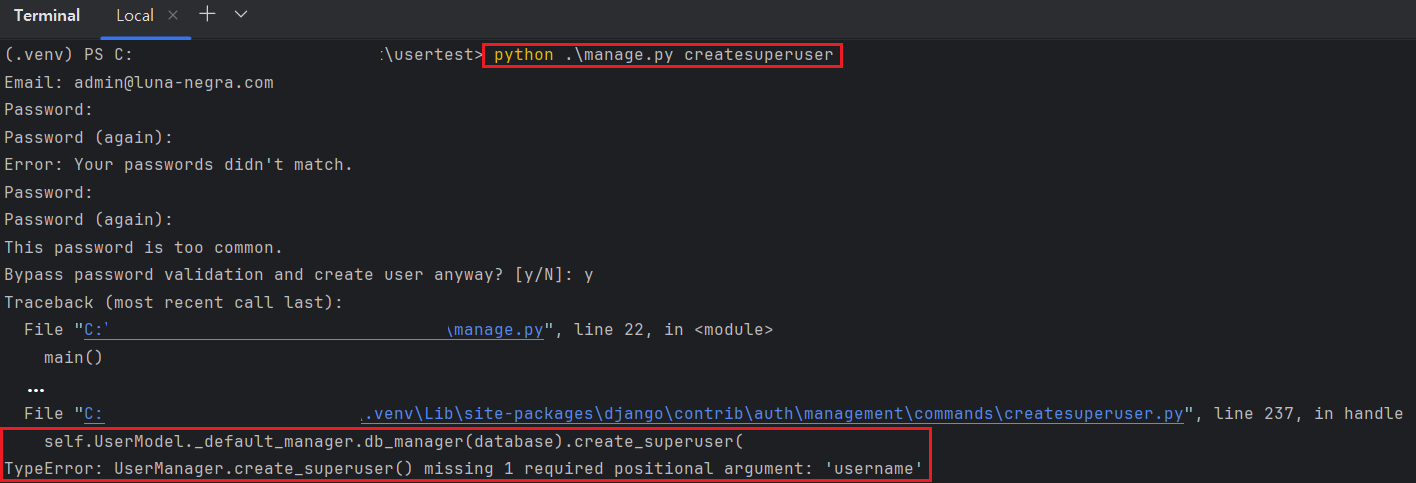 Terminal Local
(.venv) PS C: \usertest> python .\manage.py createsuperuser
Email: admin@luna-negra.com
Password:
Password (again):
Error: Your passwords didn't match.
Password:
Password (again):
This password is too common.
Bypass password validation and create user anyway? [y/N]: y
Traceback (most recent call last):
File "C:\ \manage.py", line 22, in <module>
main()
...
File "C: .venv\Lib\site-packages\django\contrib\auth\management\commands\createsuperuser.py", line 237, in handle
self.UserModel._default_manager.db_manager(database).create_superuser(
TypeError: UserManager.create_superuser() missing 1 required positional argument: 'username'